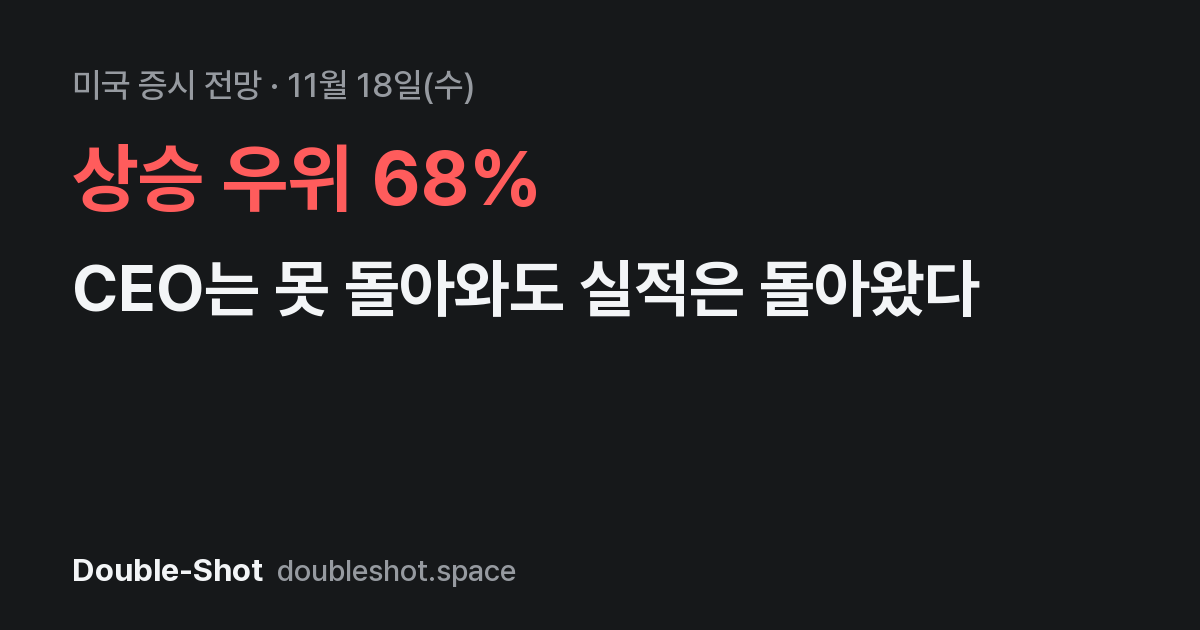 미국 증시 전망 · 11월 18일(수)
상승 우위 68%
CEO는 못 돌아와도 실적은 돌아왔다
Double-Shot doubleshot.space